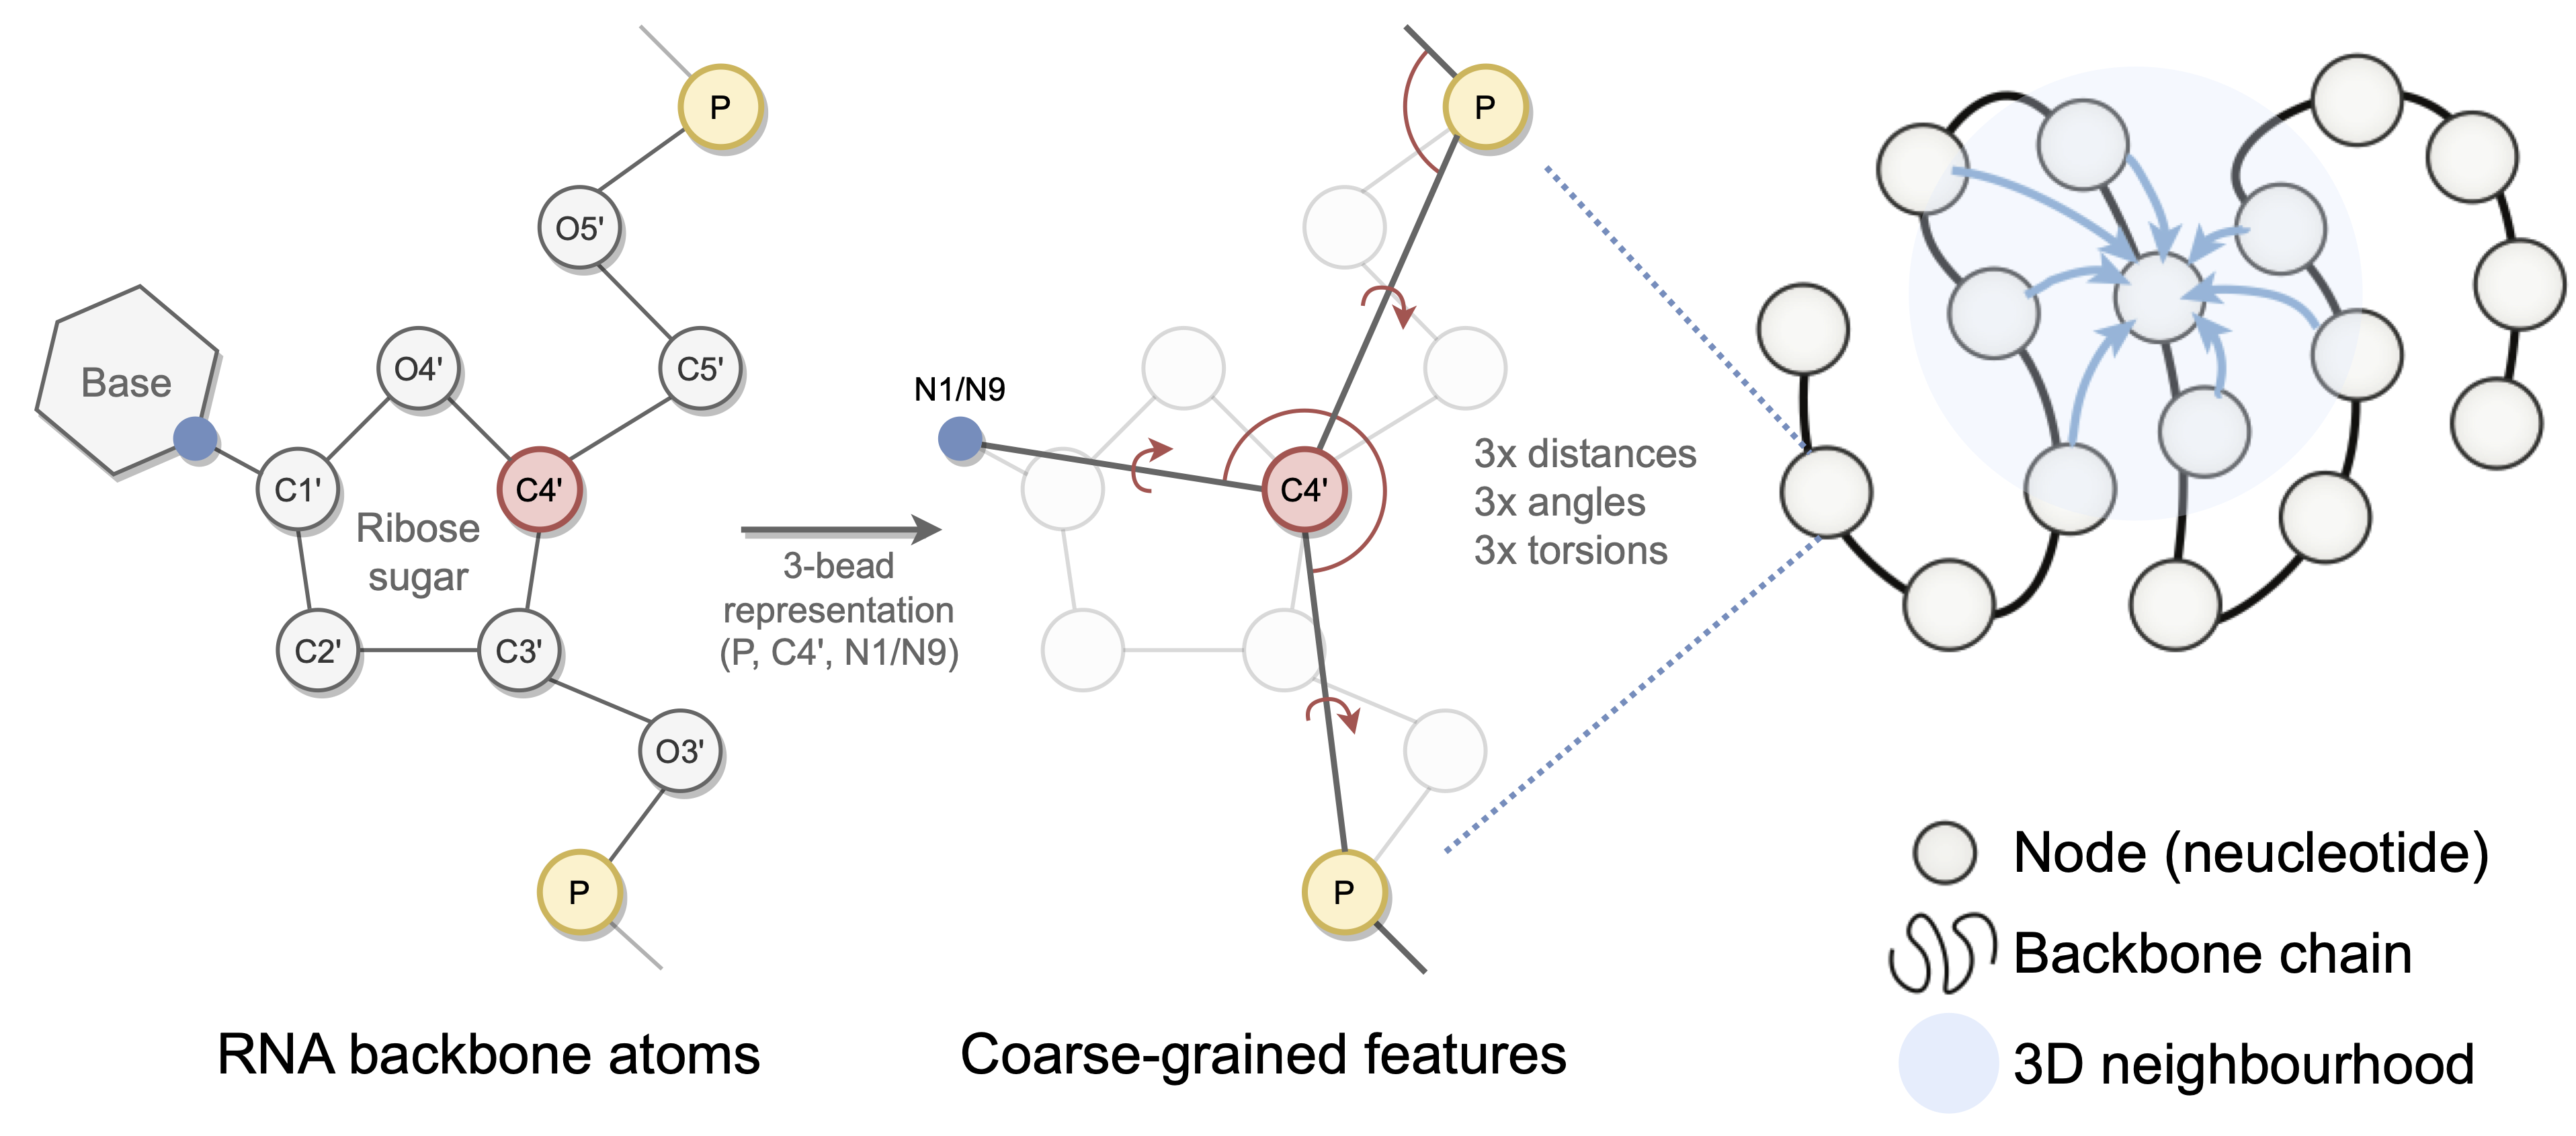 P
O5'
O4'
C5'
Base
C1'
C4'
Ribose
sugar
C2'
C3'
O3'
P
RNA backbone atoms
3-bead
representation
(P, C4', N1/N9)
P
N1/N9
C4'
P
3x distances
3x angles
3x torsions
Coarse-grained features
Node (neucleotide)
Backbone chain
3D neighbourhood